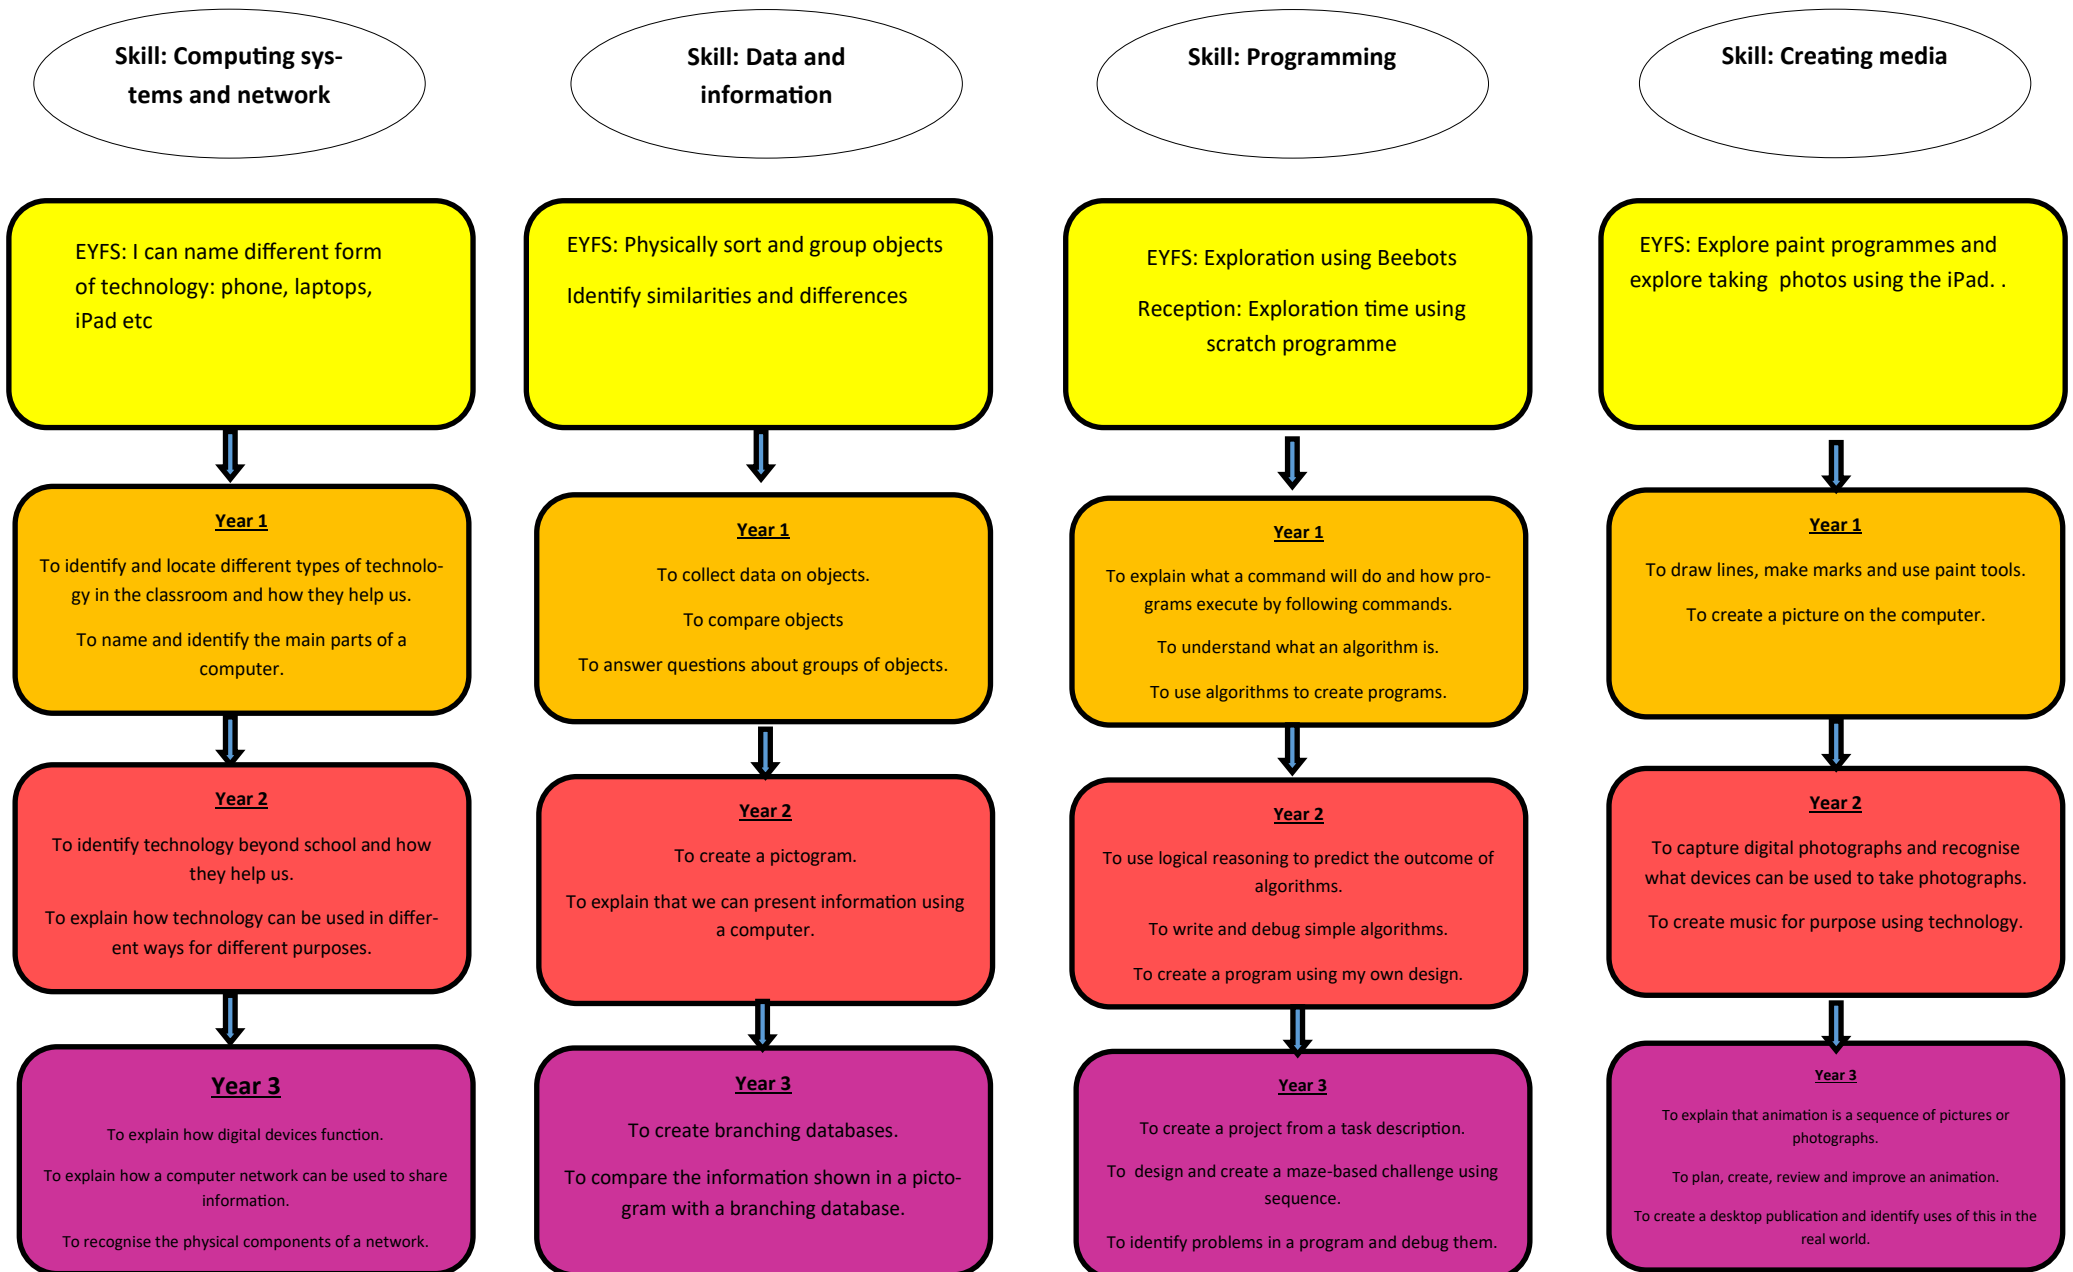 Skill: Computing sys-
tems and network
EYFS: I can name different form
of technology: phone, laptops,
iPad etc
Year 1
To identify and locate different types of technolo-
gy in the classroom and how they help us.
To name and identify the main parts of a
computer.
Year 2
To identify technology beyond school and how
they help us.
To explain how technology can be used in differ-
ent ways for different purposes.
Year 3
To explain how digital devices function.
To explain how a computer network can be used to share
information.
To recognise the physical components of a network.
Skill: Data and
information
EYFS: Physically sort and group objects
Identify similarities and differences
Year 1
To collect data on objects.
To compare objects
To answer questions about groups of objects.
Year 2
To create a pictogram.
To explain that we can present information using
a computer.
Year 3
To create branching databases.
To compare the information shown in a picto-
gram with a branching database.
Skill: Programming
EYFS: Exploration using Beebots
Reception: Exploration time using
scratch programme
Year 1
To explain what a command will do and how pro-
grams execute by following commands.
To understand what an algorithm is.
To use algorithms to create programs.
Year 2
To use logical reasoning to predict the outcome of
algorithms.
To write and debug simple algorithms.
To create a program using my own design.
Year 3
To create a project from a task description.
To  design and create a maze-based challenge using
sequence.
To identify problems in a program and debug them.
Skill: Creating media
EYFS: Explore paint programmes and
explore taking  photos using the iPad. .
Year 1
To draw lines, make marks and use paint tools.
To create a picture on the computer.
Year 2
To capture digital photographs and recognise
what devices can be used to take photographs.
To create music for purpose using technology.
Year 3
To explain that animation is a sequence of pictures or
photographs.
To plan, create, review and improve an animation.
To create a desktop publication and identify uses of this in the
real world.